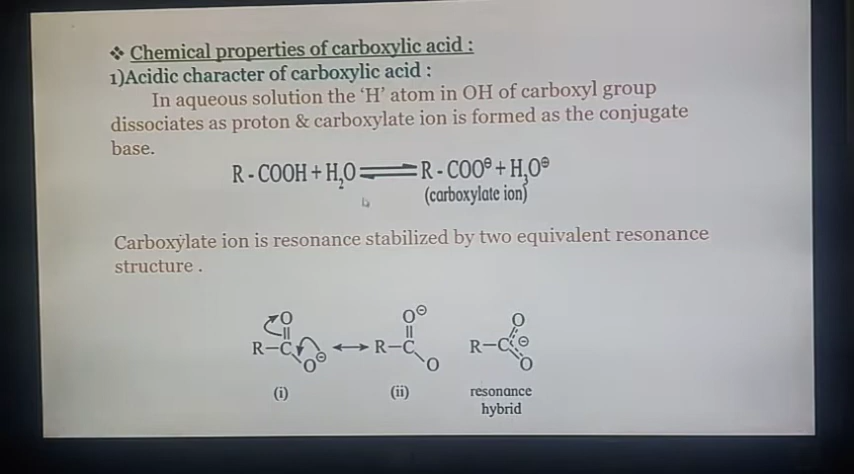 ❖ Chemical properties of carboxylic acid :
1)Acidic character of carboxylic acid :
In aqueous solution the ‘H’ atom in OH of carboxyl group
dissociates as proton & carboxylate ion is formed as the conjugate
base.
R - COOH + H₂O ⇌ R - COO⊖ + H₃O⊖
(carboxylate ion)
Carboxylate ion is resonance stabilized by two equivalent resonance
structure .
O O⊖ O
R–C ↔ R–C R–C ⊖
O⊖ O O
(i) (ii) resonance
hybrid